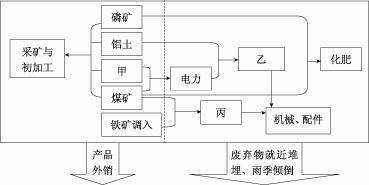 磷矿
铝土
采矿与
初加工
甲
煤矿
铁矿调入
电力
乙
丙
化肥
机械、配件
产品
外销
废弃物就近堆
埋、雨季倾倒